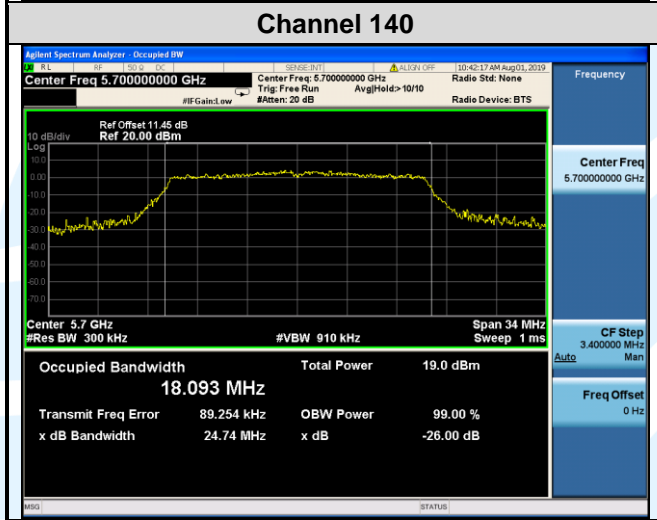 Channel 140
Agilent Spectrum Analyzer - Occupied BW
RL RF 50 Ω DC SENSE:INT ALIGN OFF 10:42:17 AM Aug 01, 2019
Center Freq 5.700000000 GHz Center Freq: 5.700000000 GHz Radio Std: None
Trig: Free Run Avg|Hold:> 10/10
#IFGain:Low #Atten: 20 dB Radio Device: BTS
Ref Offset 11.45 dB
10 dB/div Ref 20.00 dBm
Log
10.0
0.00
-10.0
-20.0
-30.0
-40.0
-50.0
-60.0
-70.0
Center 5.7 GHz Span 34 MHz
#Res BW 300 kHz #VBW 910 kHz Sweep 1 ms
Occupied Bandwidth Total Power 19.0 dBm
18.093 MHz
Transmit Freq Error 89.254 kHz OBW Power 99.00 %
x dB Bandwidth 24.74 MHz x dB -26.00 dB
MSG STATUS
Frequency
Center Freq
5.700000000 GHz
CF Step
3.400000 MHz
Auto Man
Freq Offset
0 Hz